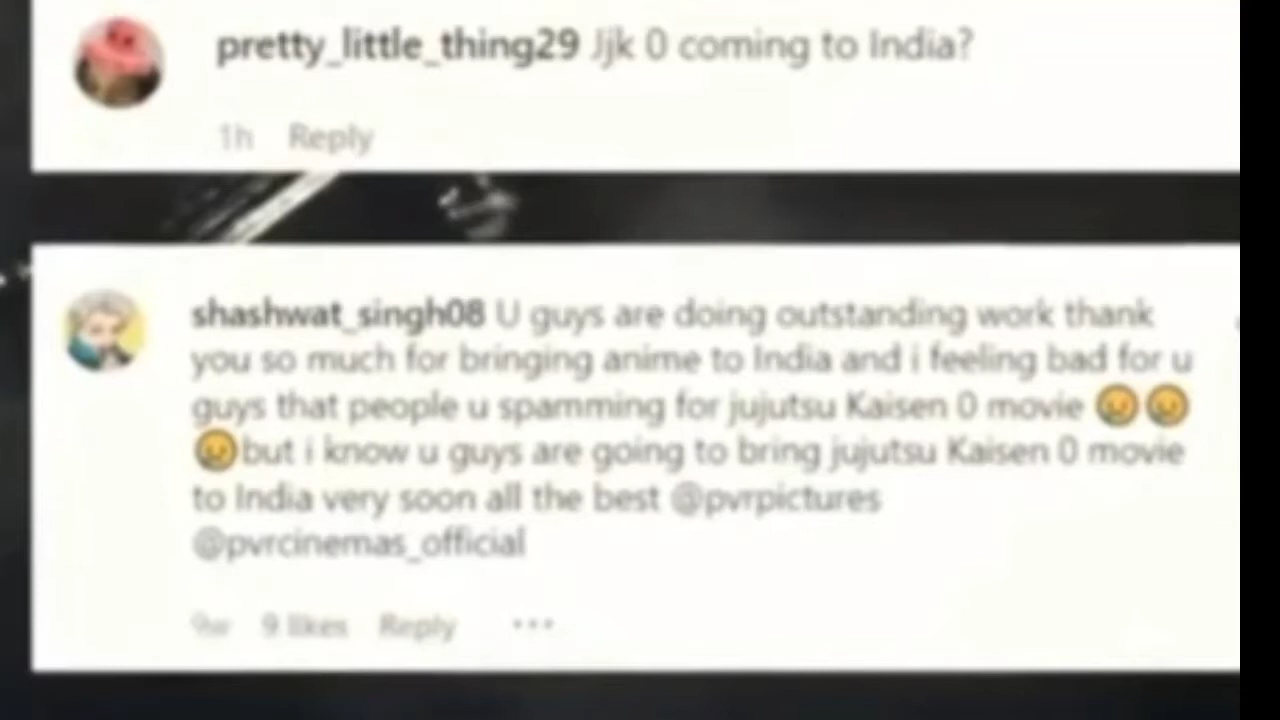 pretty_little_thing29 Jjk 0 coming to India?
1h Reply
shashwat_singh08 U guys are doing outstanding work thank
you so much for bringing anime to India and i feeling bad for u
guys that people u spamming for jujutsu Kaisen 0 movie 😢😢
😢but i know u guys are going to bring jujutsu Kaisen 0 movie
to India very soon all the best @pvrpictures
@pvrcinemas_official
9w 9 likes Reply ...